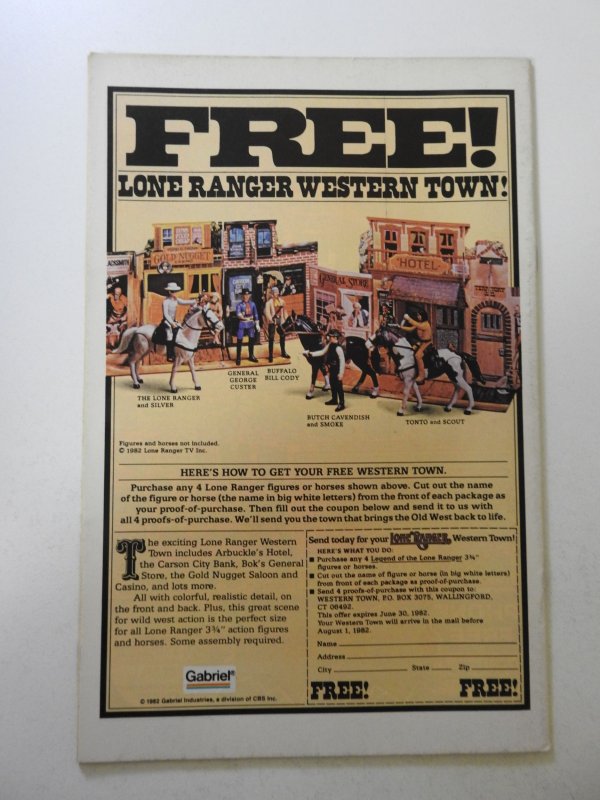 FREE!
LONE RANGER WESTERN TOWN!
GOLD NUGGET
GENERAL STORE
HOTEL
THE LONE RANGER
and SILVER
GENERAL
GEORGE
CUSTER
BUFFALO
BILL CODY
BUTCH CAVENDISH
and SMOKE
TONTO and SCOUT
Figures and horses not included.
© 1982 Lone Ranger TV Inc.
HERE'S HOW TO GET YOUR FREE WESTERN TOWN.
Purchase any 4 Lone Ranger figures or horses shown above. Cut out the name
of the figure or horse (the name in big white letters) from the front of each package as
your proof-of-purchase. Then fill out the coupon below and send it to us with
all 4 proofs-of-purchase. We'll send you the town that brings the Old West back to life.
The exciting Lone Ranger Western
Town includes Arbuckle's Hotel,
the Carson City Bank, Bok's General
Store, the Gold Nugget Saloon and
Casino, and lots more.
All with colorful, realistic detail, on
the front and back. Plus, this great scene
for wild west action is the perfect size
for all Lone Ranger 3¾" action figures
and horses. Some assembly required.
Gabriel®
© 1982 Gabriel Industries, a division of CBS Inc.
Send today for your LONE RANGER Western Town!
HERE'S WHAT YOU DO:
■ Purchase any 4 Legend of the Lone Ranger 3¾"
figures or horses.
■ Cut out name of figure or horse (in big white letters)
from front of each package as proof-of-purchase.
■ Send 4 proofs-of-purchase with this coupon to:
WESTERN TOWN, P.O. BOX 3075, WALLINGFORD,
CT 06492.
This offer expires June 30, 1982.
Your Western Town will arrive in the mail before
August 1, 1982.
Name
Address
City State Zip
FREE! FREE!